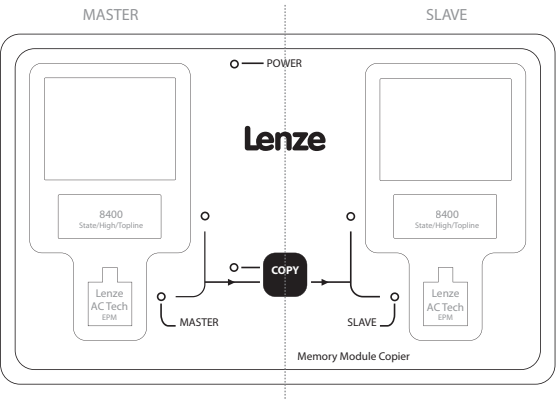 MASTER
SLAVE
POWER
Lenze
8400
State/High/Topline
8400
State/High/Topline
COPY
Lenze
AC Tech
EPM
MASTER
SLAVE
Lenze
AC Tech
EPM
Memory Module Copier